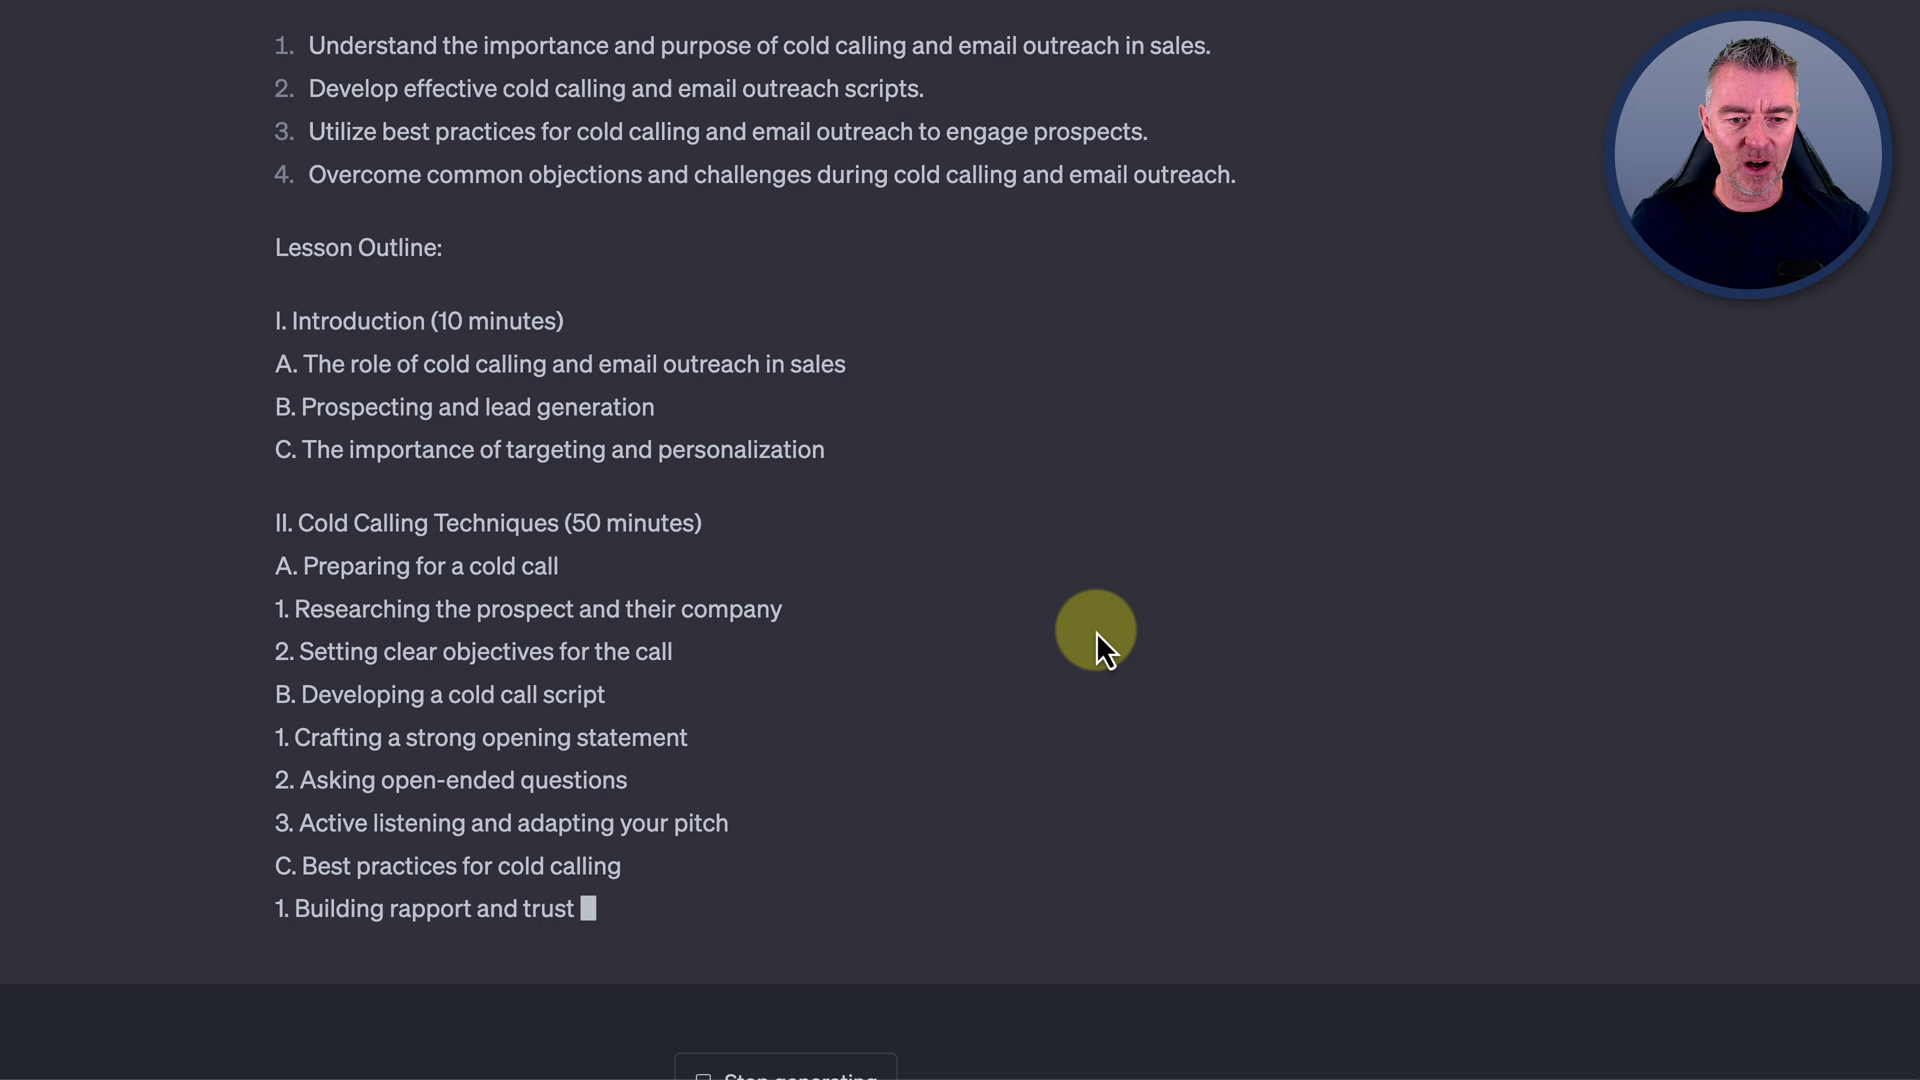 1. Understand the importance and purpose of cold calling and email outreach in sales.
2. Develop effective cold calling and email outreach scripts.
3. Utilize best practices for cold calling and email outreach to engage prospects.
4. Overcome common objections and challenges during cold calling and email outreach.
Lesson Outline:
I. Introduction (10 minutes)
A. The role of cold calling and email outreach in sales
B. Prospecting and lead generation
C. The importance of targeting and personalization
II. Cold Calling Techniques (50 minutes)
A. Preparing for a cold call
1. Researching the prospect and their company
2. Setting clear objectives for the call
B. Developing a cold call script
1. Crafting a strong opening statement
2. Asking open-ended questions
3. Active listening and adapting your pitch
C. Best practices for cold calling
1. Building rapport and trust
Stop generating